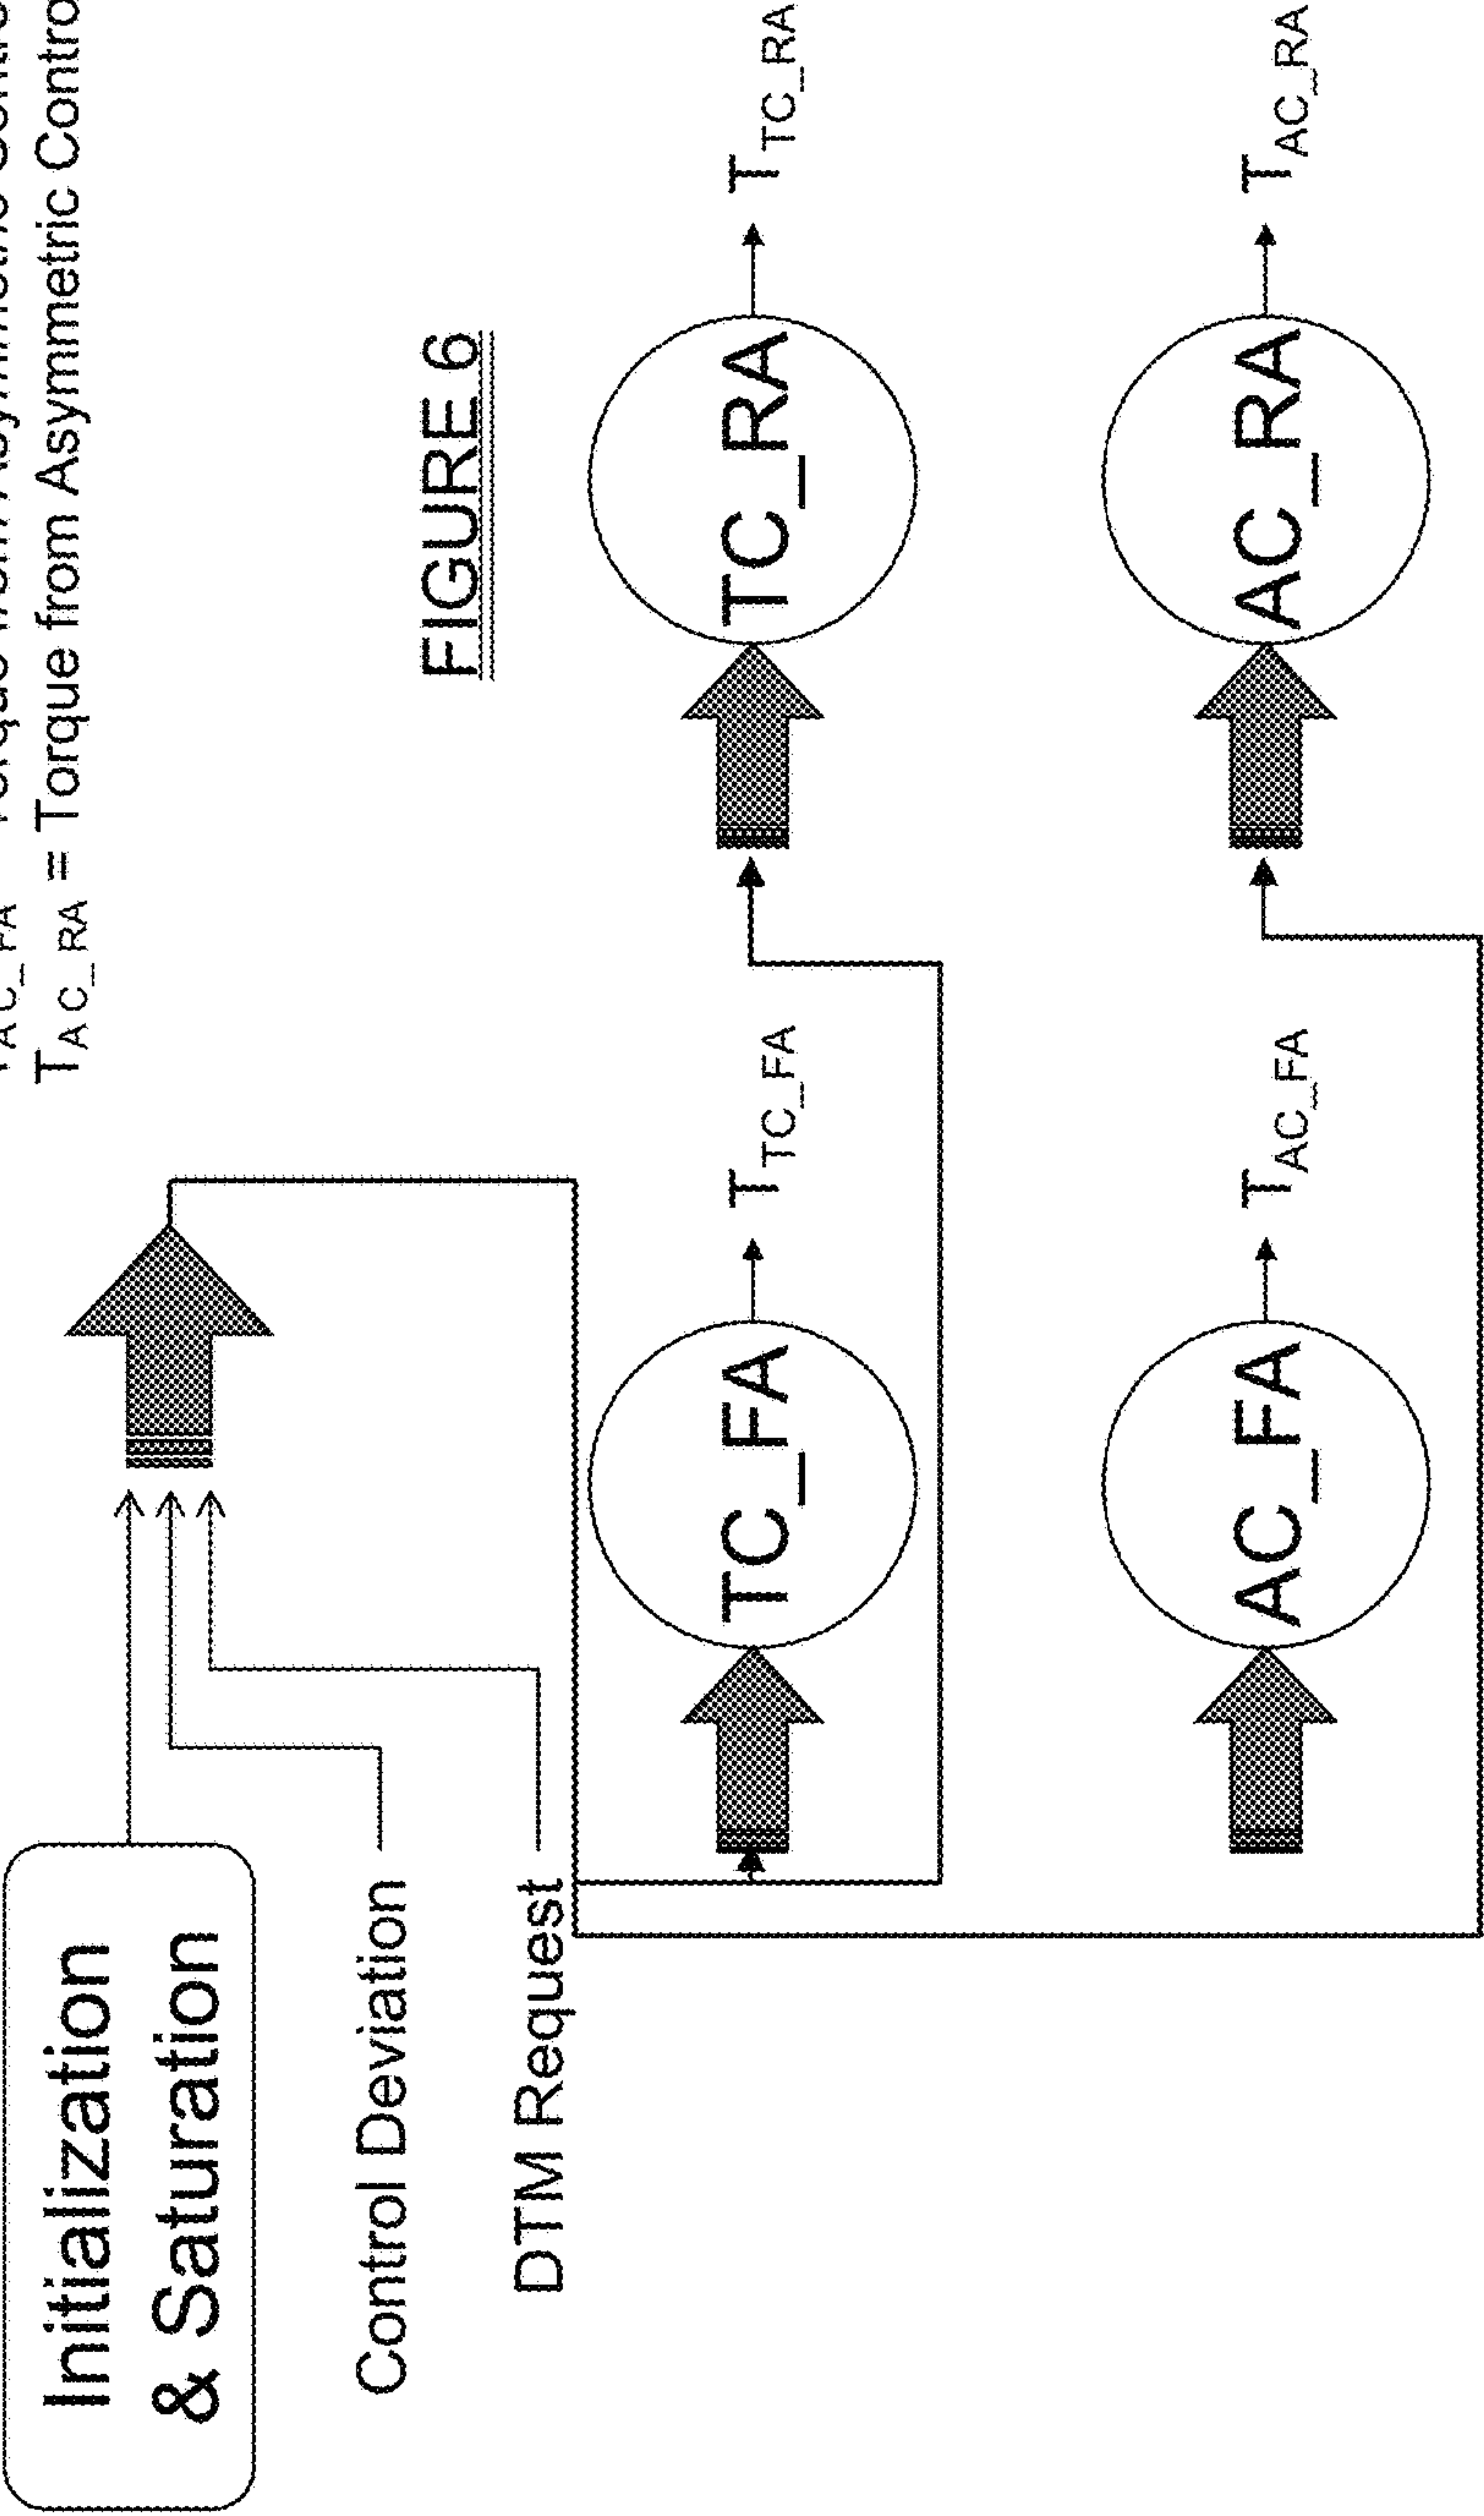 T_AC_RA = Torque from Asymmetric Contro
Initialization
& Saturation
Control Deviation
DTM Request
FIGURE 6
TC_FA
T_TC_FA
TC_RA
T_TC_RA
AC_FA
T_AC_FA
AC_RA
T_AC_RA